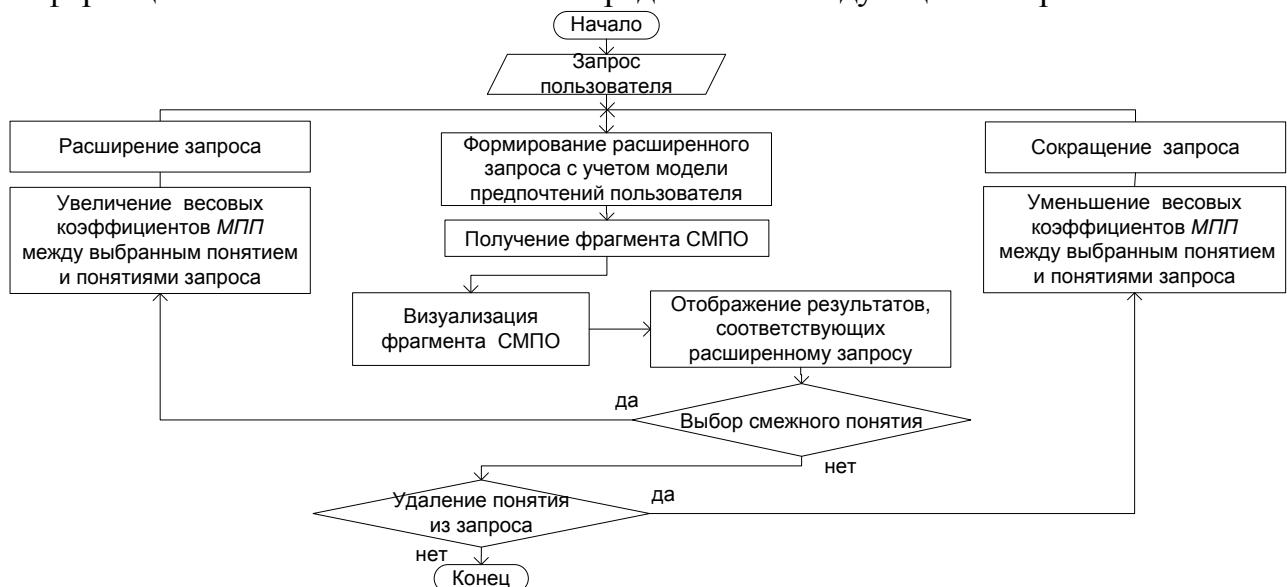 Начало
Запрос
пользователя
Расширение запроса
Формирование расширенного
запроса с учетом модели
предпочтений пользователя
Сокращение запроса
Увеличение весовых
коэффициентов МПП
между выбранным понятием
и понятиями запроса
Получение фрагмента СМПО
Уменьшение весовых
коэффициентов МПП
между выбранным понятием
и понятиями запроса
Визуализация
фрагмента СМПО
Отображение результатов,
соответствующих
расширенному запросу
да
Выбор смежного понятия
нет
Удаление понятия
из запроса
да
нет
Конец